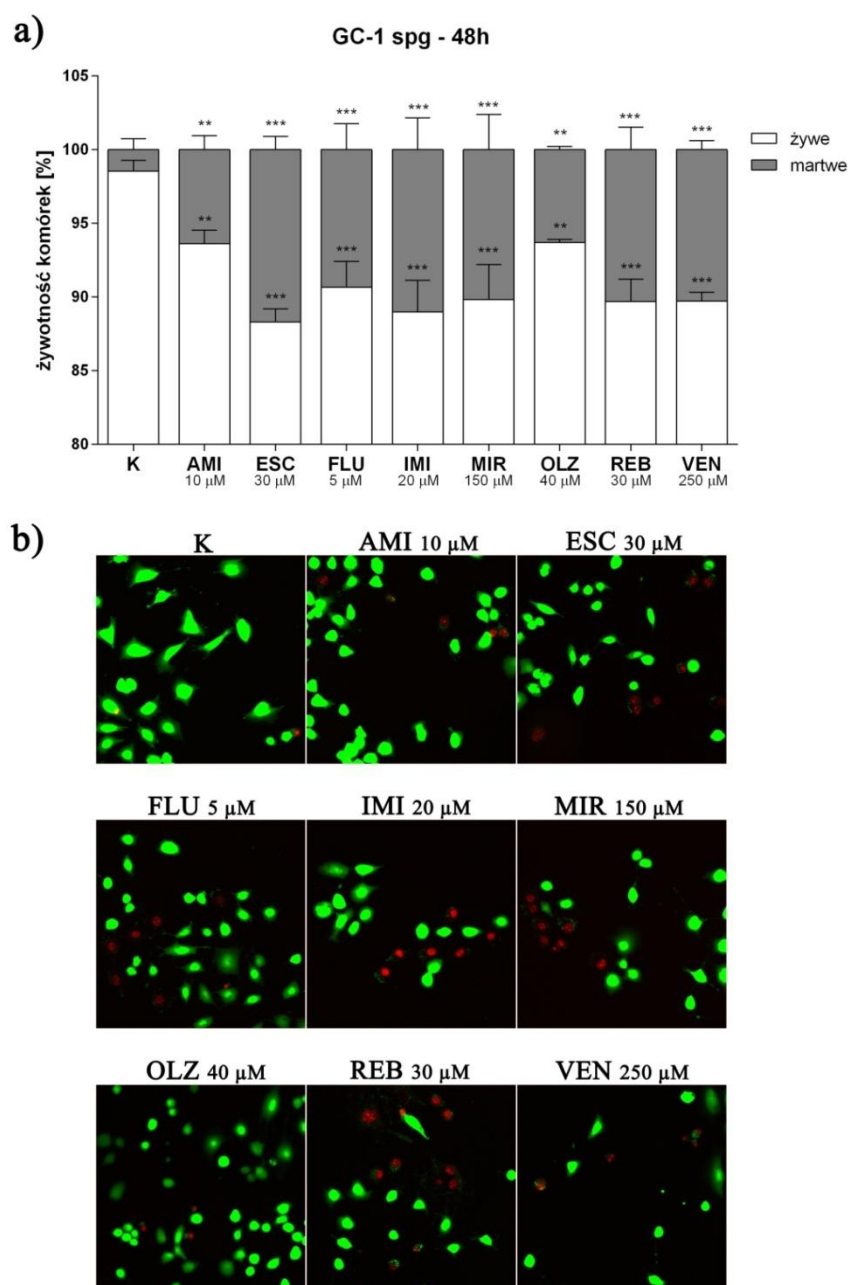 a)
GC-1 spg - 48h
105
100
95
90
85
80
żywotność komórek [%]
** *** *** *** *** ** *** ***
** *** *** *** *** ** *** ***
żywe
martwe
K AMI ESC FLU IMI MIR OLZ REB VEN
10 µM 30 µM 5 µM 20 µM 150 µM 40 µM 30 µM 250 µM
b)
K AMI 10 µM ESC 30 µM
FLU 5 µM IMI 20 µM MIR 150 µM
OLZ 40 µM REB 30 µM VEN 250 µM